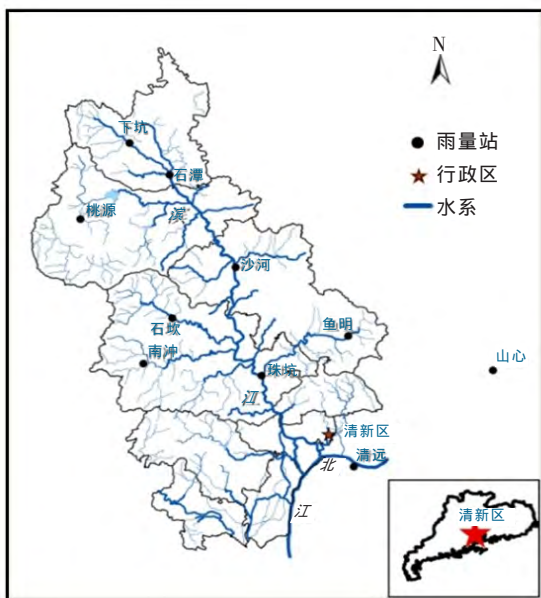 N
雨量站
行政区
水系
下坑
石潭
桃源
滨
沙河
石坎
鱼明
南冲
珠坑
山心
江
清新区
北
清远
江
清新区